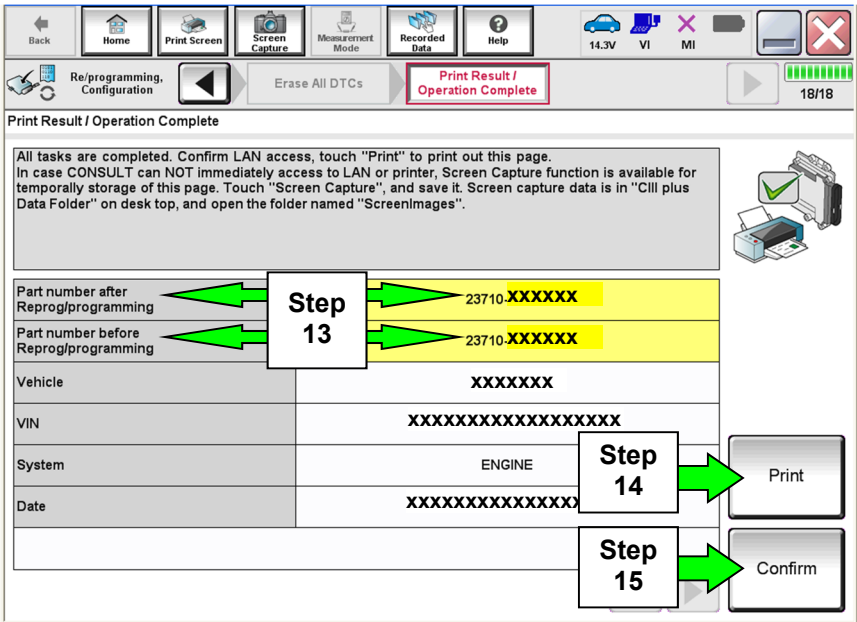 Back
Home
Print Screen
Screen
Capture
Measurement
Mode
Recorded
Data
Help
14.3V
VI
MI
Re/programming,
Configuration
Erase All DTCs
Print Result /
Operation Complete
18/18
Print Result / Operation Complete
All tasks are completed. Confirm LAN access, touch "Print" to print out this page.
In case CONSULT can NOT immediately access to LAN or printer, Screen Capture function is available for
temporally storage of this page. Touch "Screen Capture", and save it. Screen capture data is in "CIII plus
Data Folder" on desk top, and open the folder named "ScreenImages".
Part number after
Reprog/programming
23710-XXXXXX
Step
13
Part number before
Reprog/programming
23710-XXXXXX
Vehicle
XXXXXXX
VIN
XXXXXXXXXXXXXXXXXX
System
ENGINE
Step
14
Print
Date
XXXXXXXXXXXXXXX
Step
15
Confirm